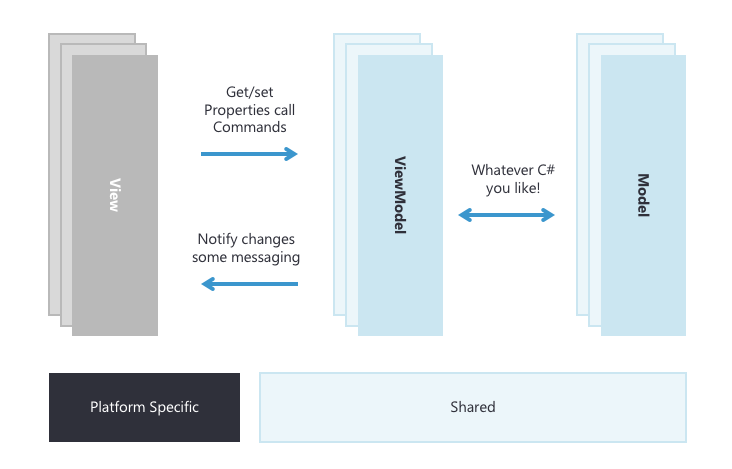 View
Get/set
Properties call
Commands
Notify changes
some messaging
ViewModel
Whatever C#
you like!
Model
Platform Specific
Shared